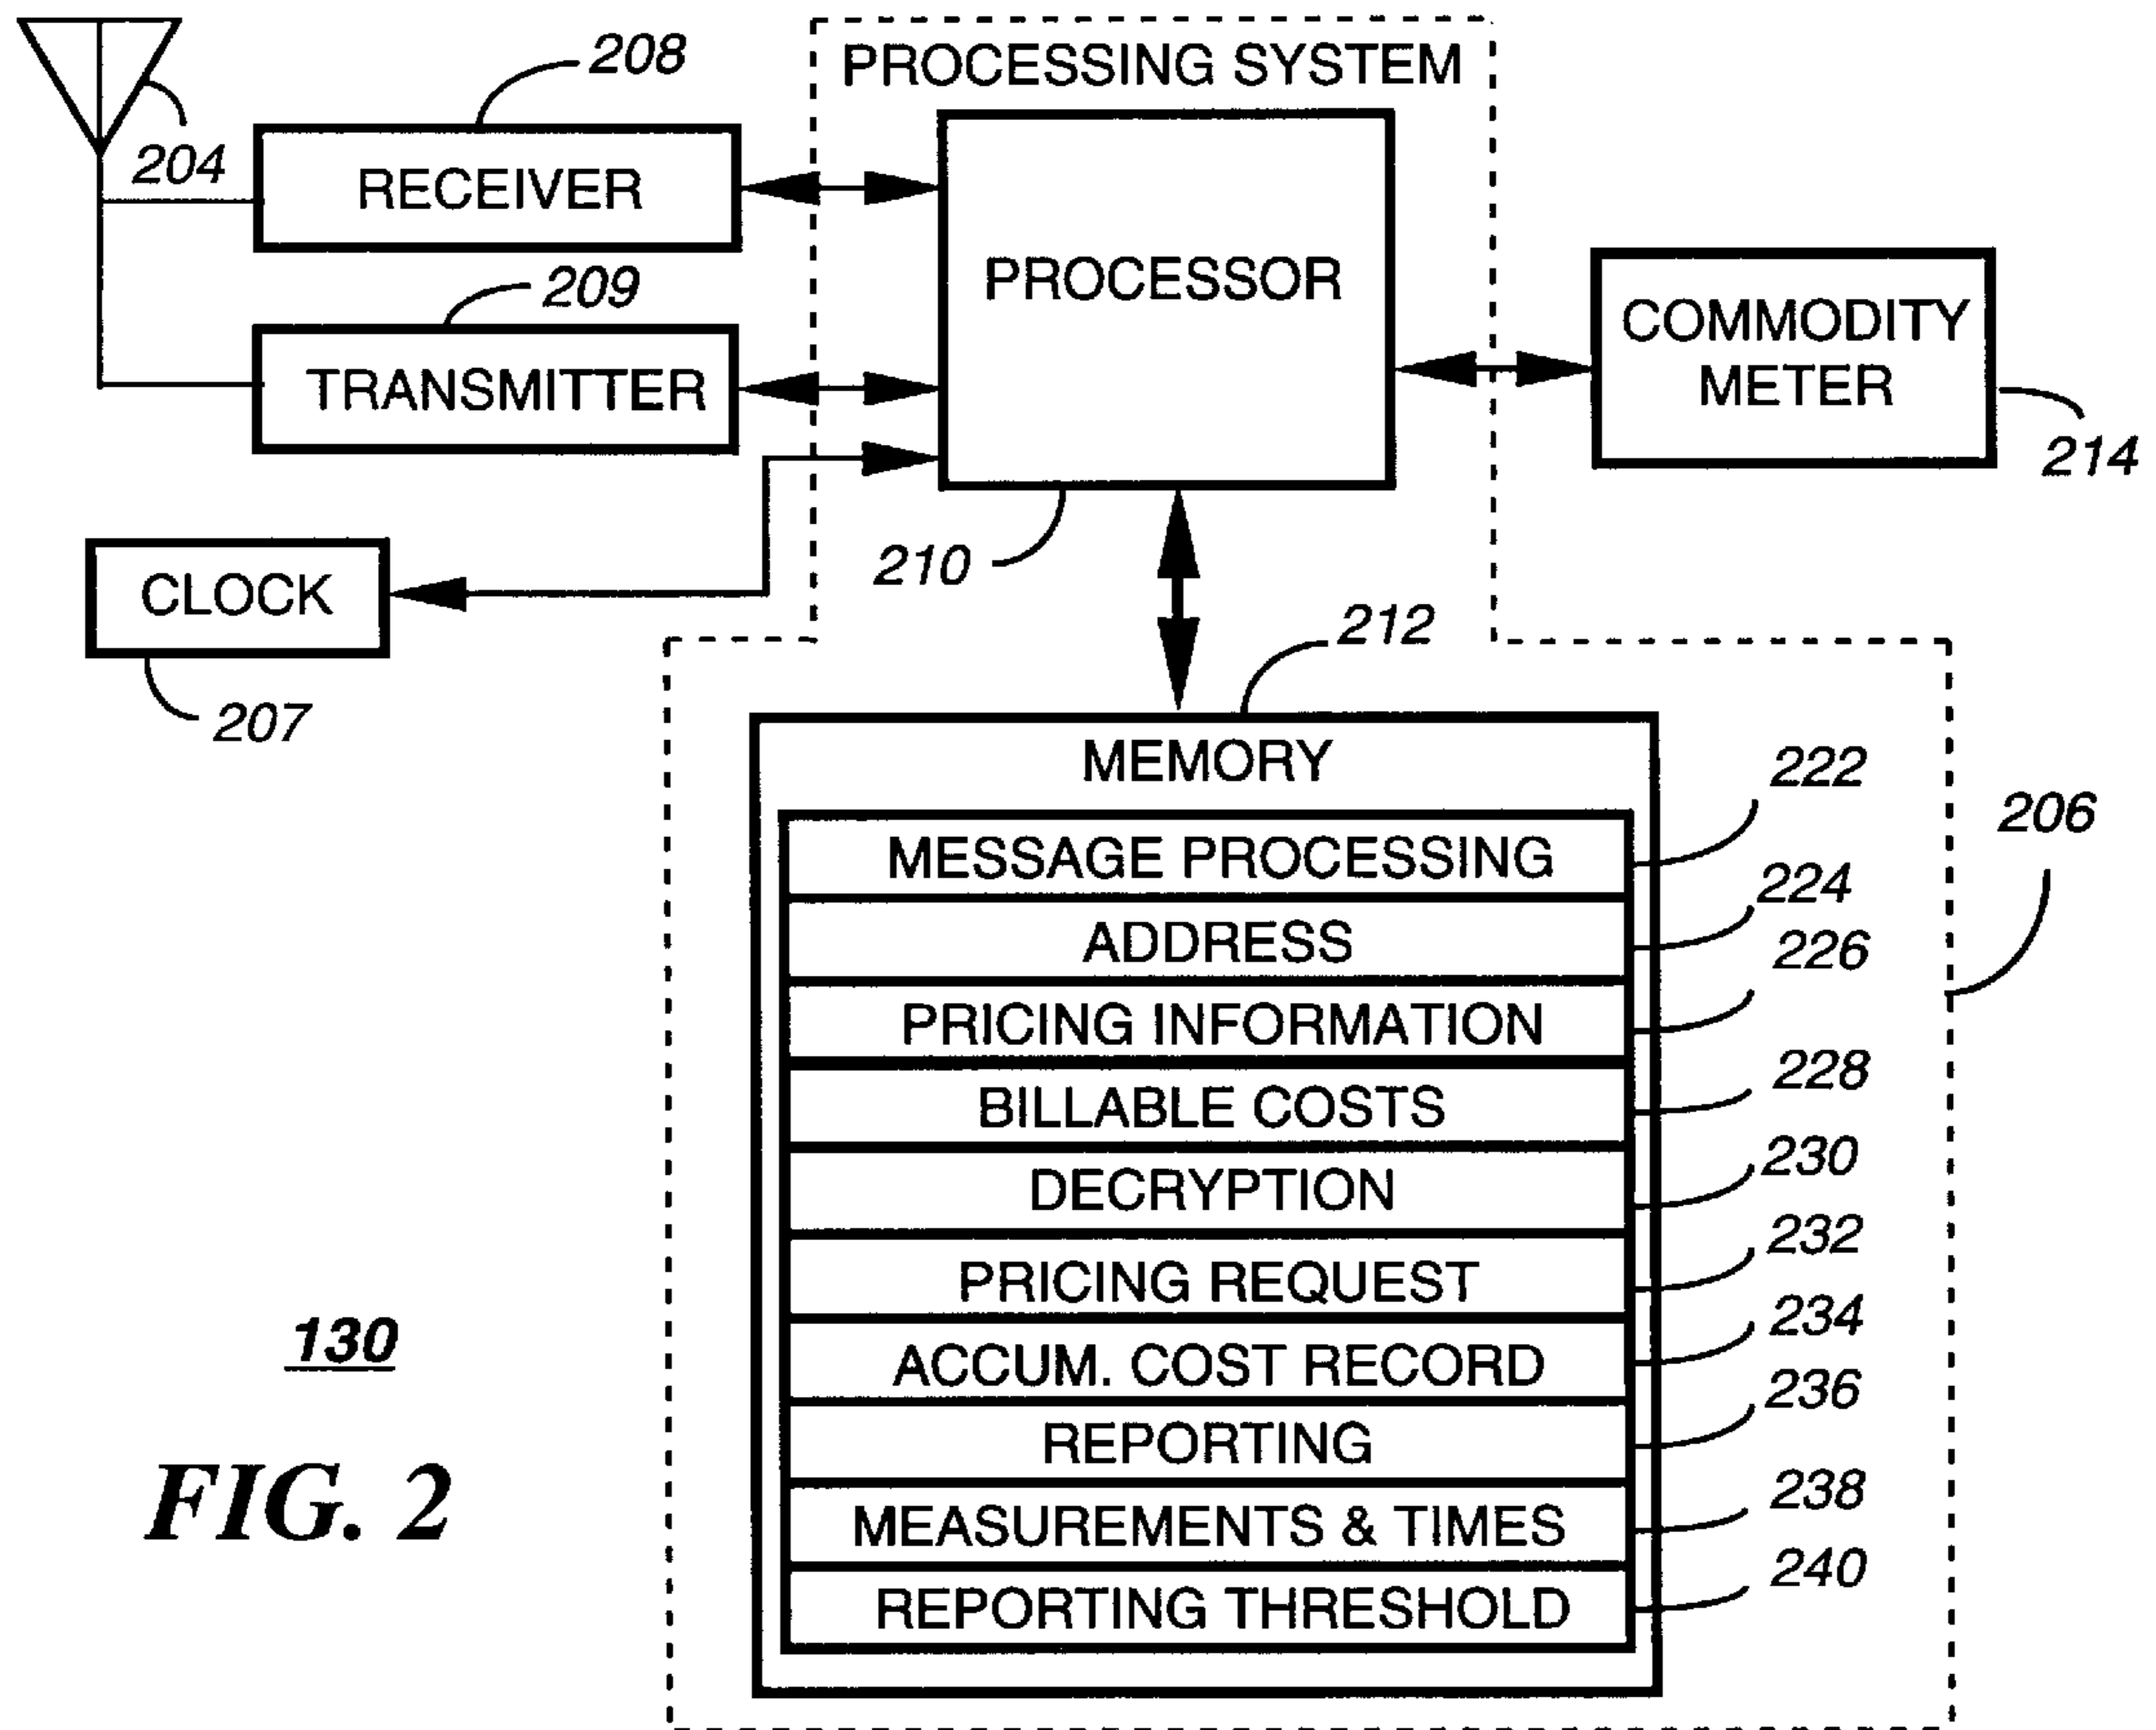 208
PROCESSING SYSTEM
204
RECEIVER
PROCESSOR
209
TRANSMITTER
COMMODITY
METER
214
210
CLOCK
207
212
MEMORY
222
206
MESSAGE PROCESSING
224
ADDRESS
226
PRICING INFORMATION
228
BILLABLE COSTS
230
DECRYPTION
232
PRICING REQUEST
234
ACCUM. COST RECORD
236
REPORTING
238
MEASUREMENTS & TIMES
240
REPORTING THRESHOLD
130
FIG. 2